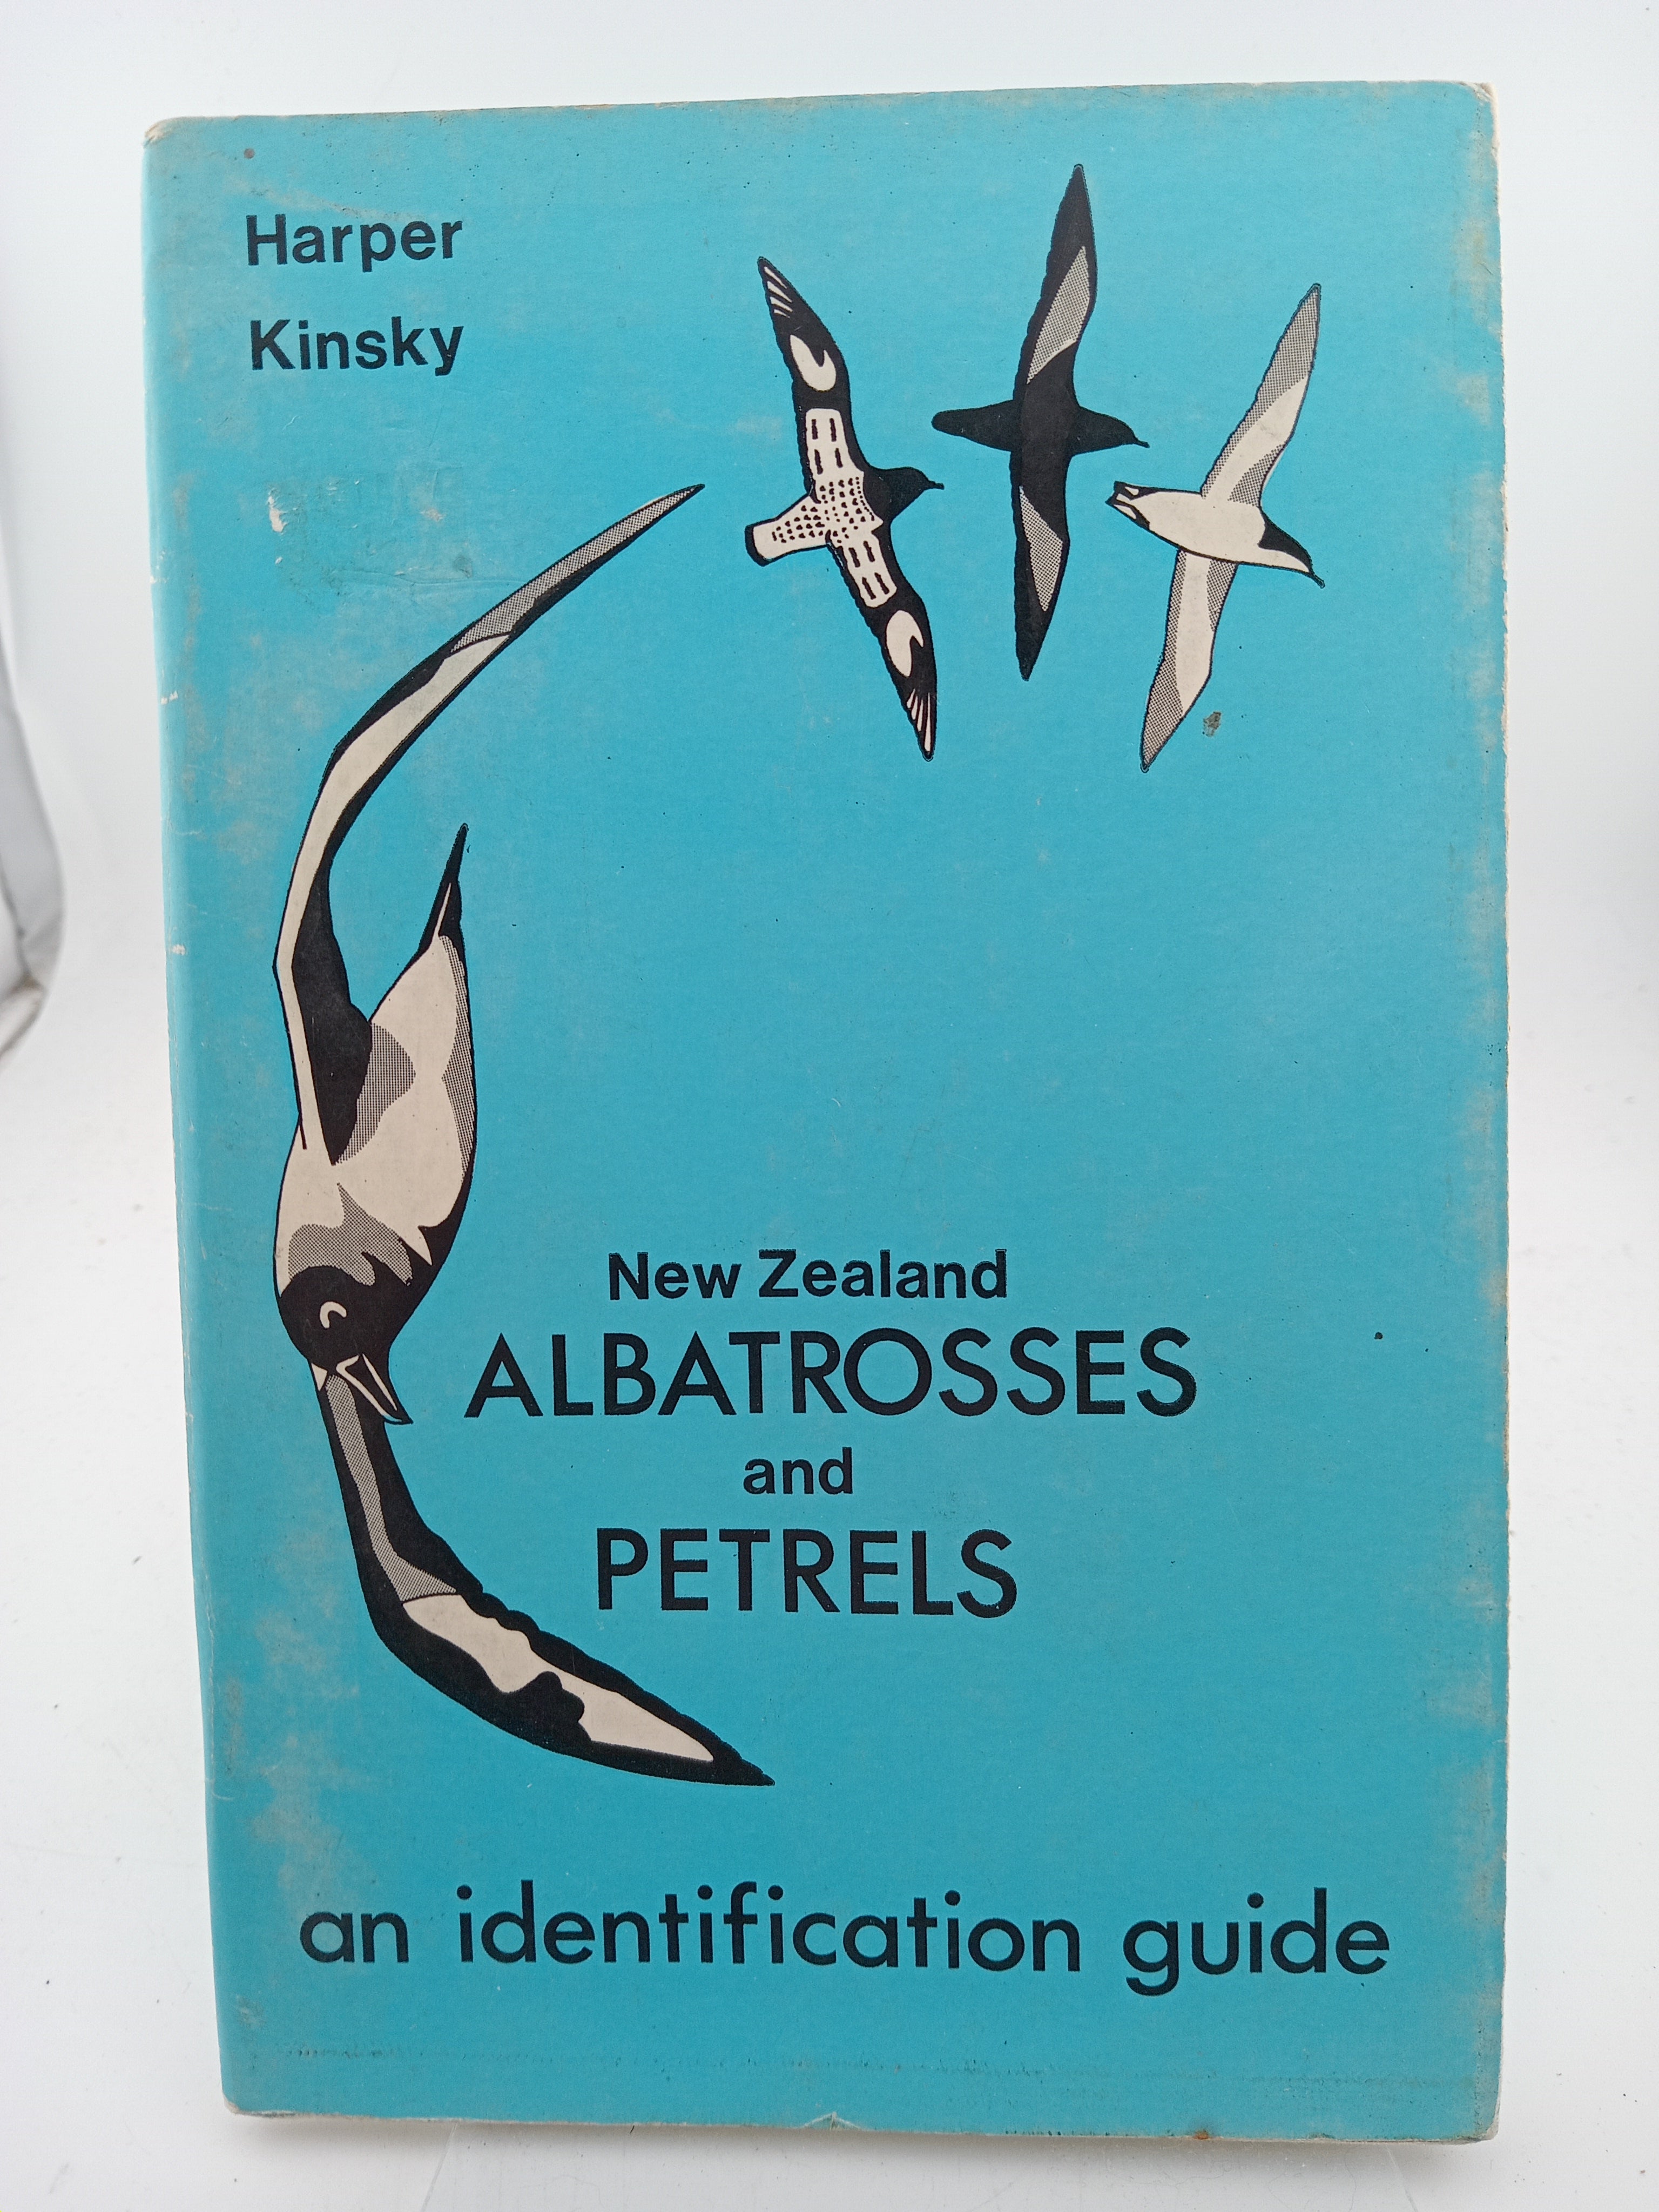 Harper
Kinsky
New Zealand
ALBATROSSES
and
PETRELS
an identification guide